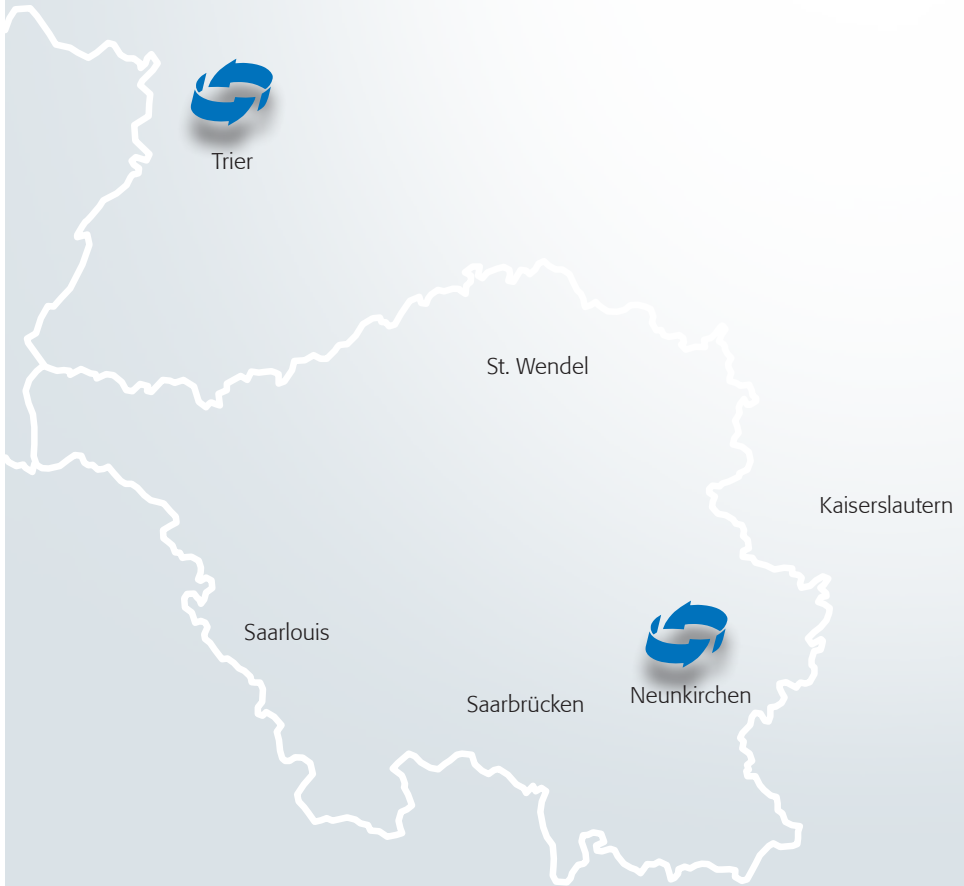 Trier
St. Wendel
Kaiserslautern
Saarlouis
Neunkirchen
Saarbrücken